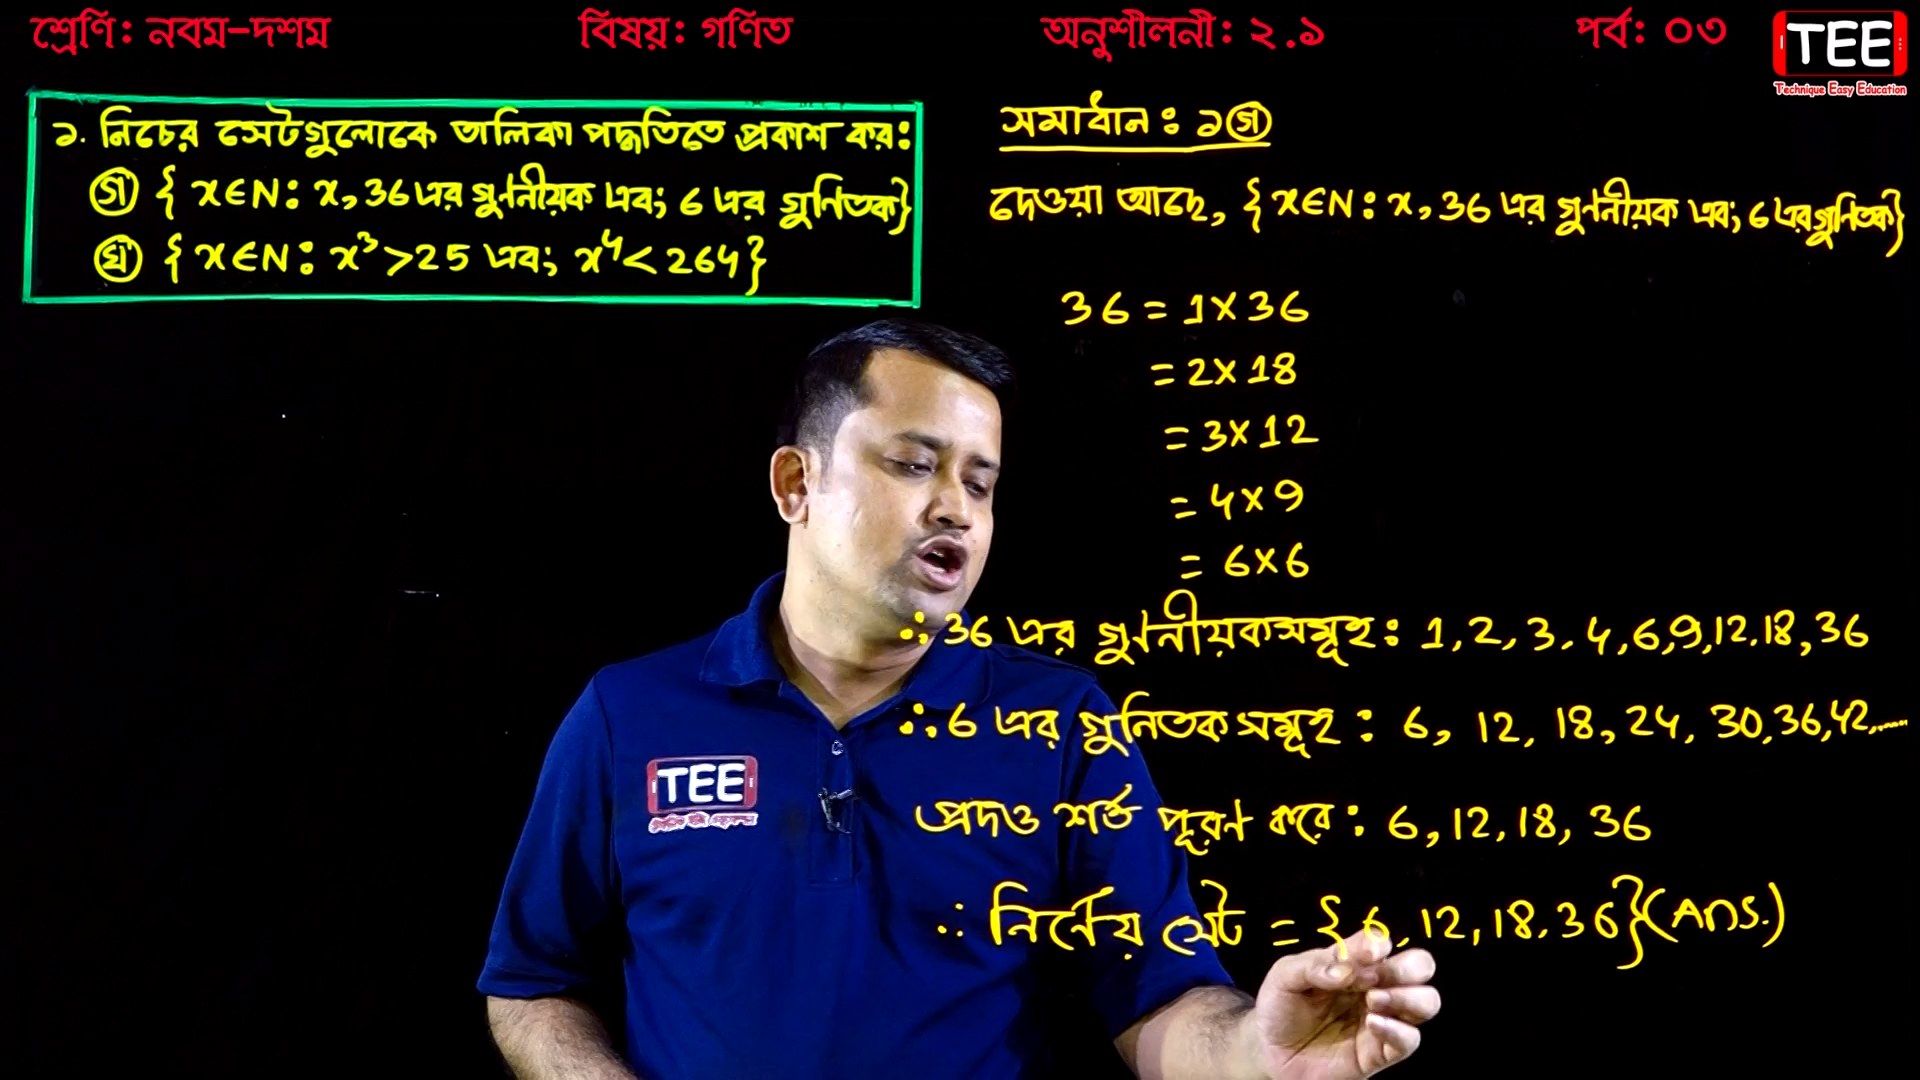 শ্রেণি: নবম-দশম বিষয়: গণিত অনুশীলনী: ২.১ পর্ব: ০৩
TEE
Technique Easy Education
১. নিচের সেটগুলোকে তালিকা পদ্ধতিতে প্রকাশ কর:
(গ) { x∈N : x, 36 এর গুণনীয়ক এবং 6 এর গুণিতক}
(ঘ) { x∈N : x³>25 এবং x⁴<264}
সমাধান : ১(গ)
দেওয়া আছে, {x∈N : x, 36 এর গুণনীয়ক এবং 6 এর গুণিতক}
36 = 1×36
= 2×18
= 3×12
= 4×9
= 6×6
∴ 36 এর গুণনীয়কসমূহ : 1, 2, 3. 4, 6, 9, 12. 18, 36
∴ 6 এর গুনিতকসমূহ : 6, 12, 18, 24, 30, 36, 42,.....
প্রদত্ত শর্ত পূরণ করে : 6, 12, 18, 36
∴ নির্ণেয় সেট = {6, 12, 18. 36} (Ans.)
TEE